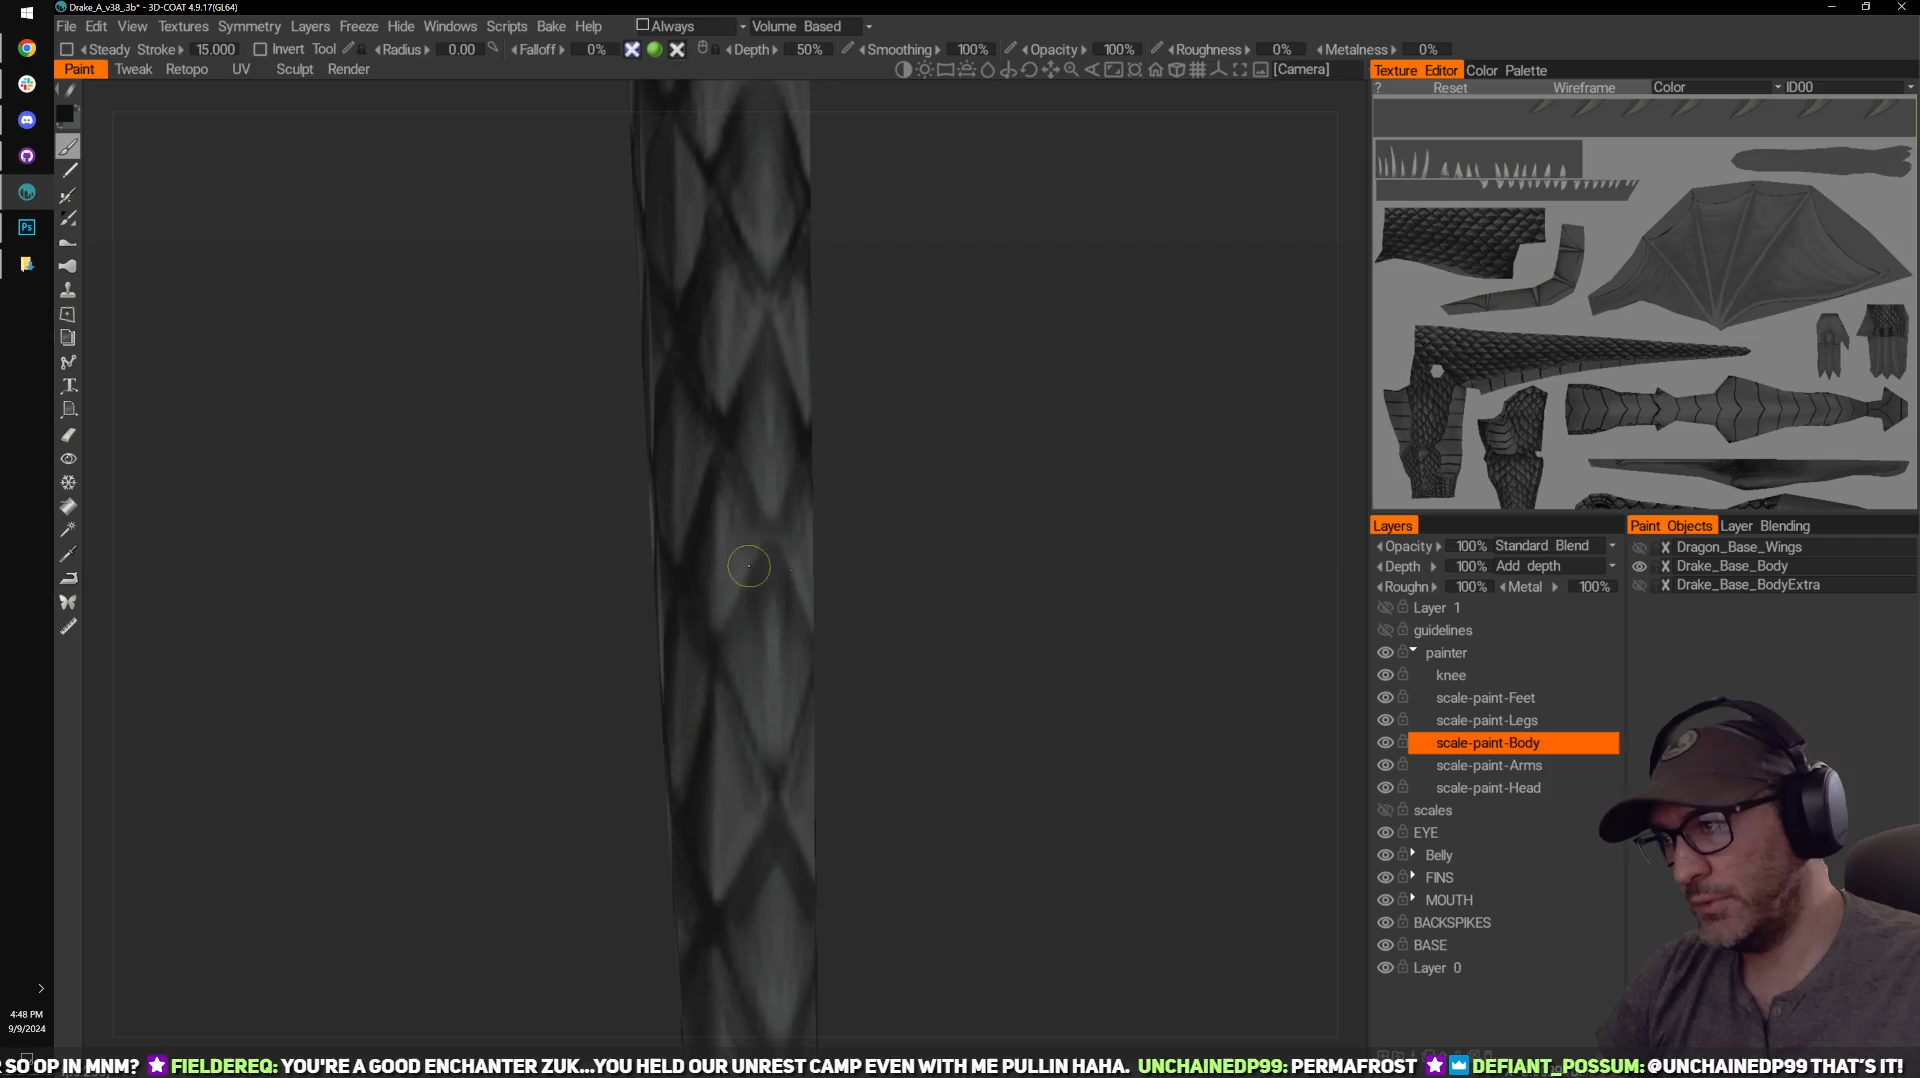 Drake_A_v38_.3b* - 3D-COAT 4.9.17(GL64)
File Edit View Textures Symmetry Layers Freeze Hide Windows Scripts Bake Help Always Volume Based
Steady Stroke 15.000 Invert Tool Radius 0.00 Falloff 0% Depth 50% Smoothing 100% Opacity 100% Roughness 0% Metalness 0%
Paint Tweak Retopo UV Sculpt Render [Camera]
Texture Editor Color Palette
? Reset Wireframe Color ID00
Ps
Layers
Opacity 100% Standard Blend
Depth 100% Add depth
Roughn 100% Metal 100%
Layer 1
guidelines
painter
knee
scale-paint-Feet
scale-paint-Legs
scale-paint-Body
scale-paint-Arms
scale-paint-Head
scales
EYE
Belly
FINS
MOUTH
BACKSPIKES
BASE
Layer 0
Paint Objects Layer Blending
Dragon_Base_Wings
Drake_Base_Body
Drake_Base_BodyExtra
4:48 PM
9/9/2024
SO OP IN MNM? FIELDEREQ: YOU'RE A GOOD ENCHANTER ZUK...YOU HELD OUR UNREST CAMP EVEN WITH ME PULLIN HAHA. UNCHAINEDP99: PERMAFROST DEFIANT_POSSUM: @UNCHAINEDP99 THAT'S IT!